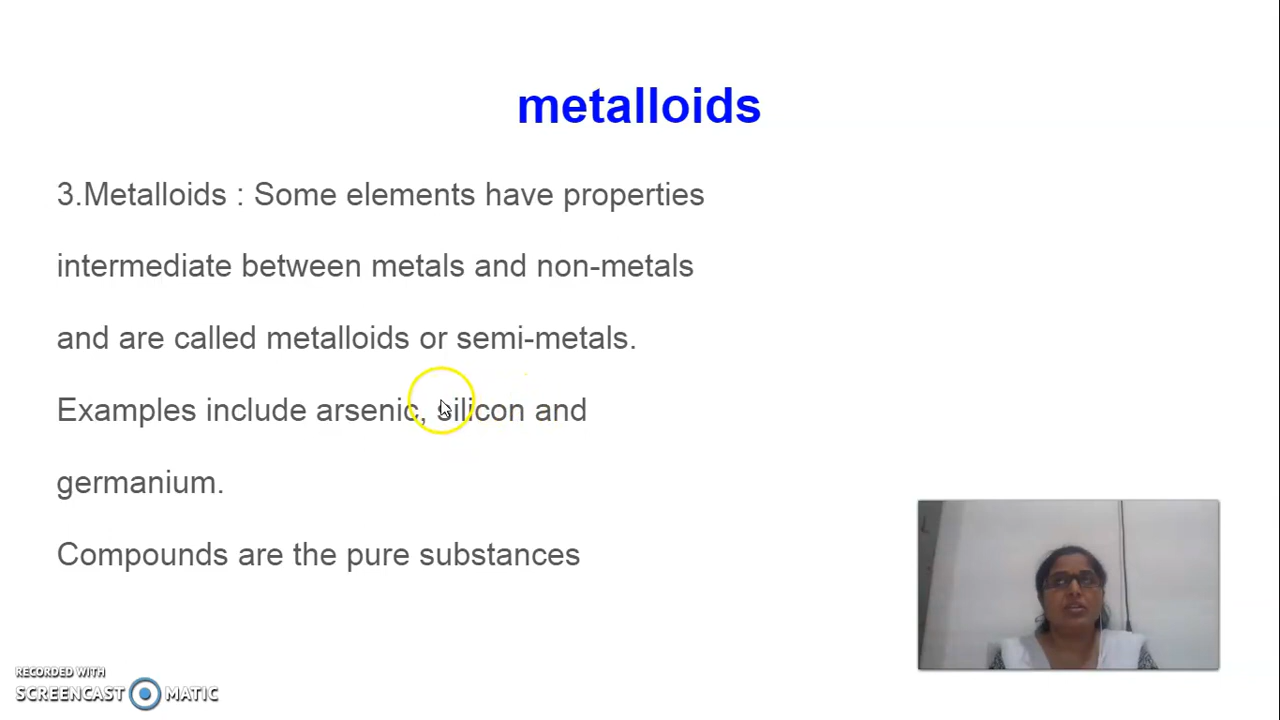 metalloids
3.Metalloids : Some elements have properties
intermediate between metals and non-metals
and are called metalloids or semi-metals.
Examples include arsenic, silicon and
germanium.
Compounds are the pure substances
RECORDED WITH
SCREENCAST MATIC